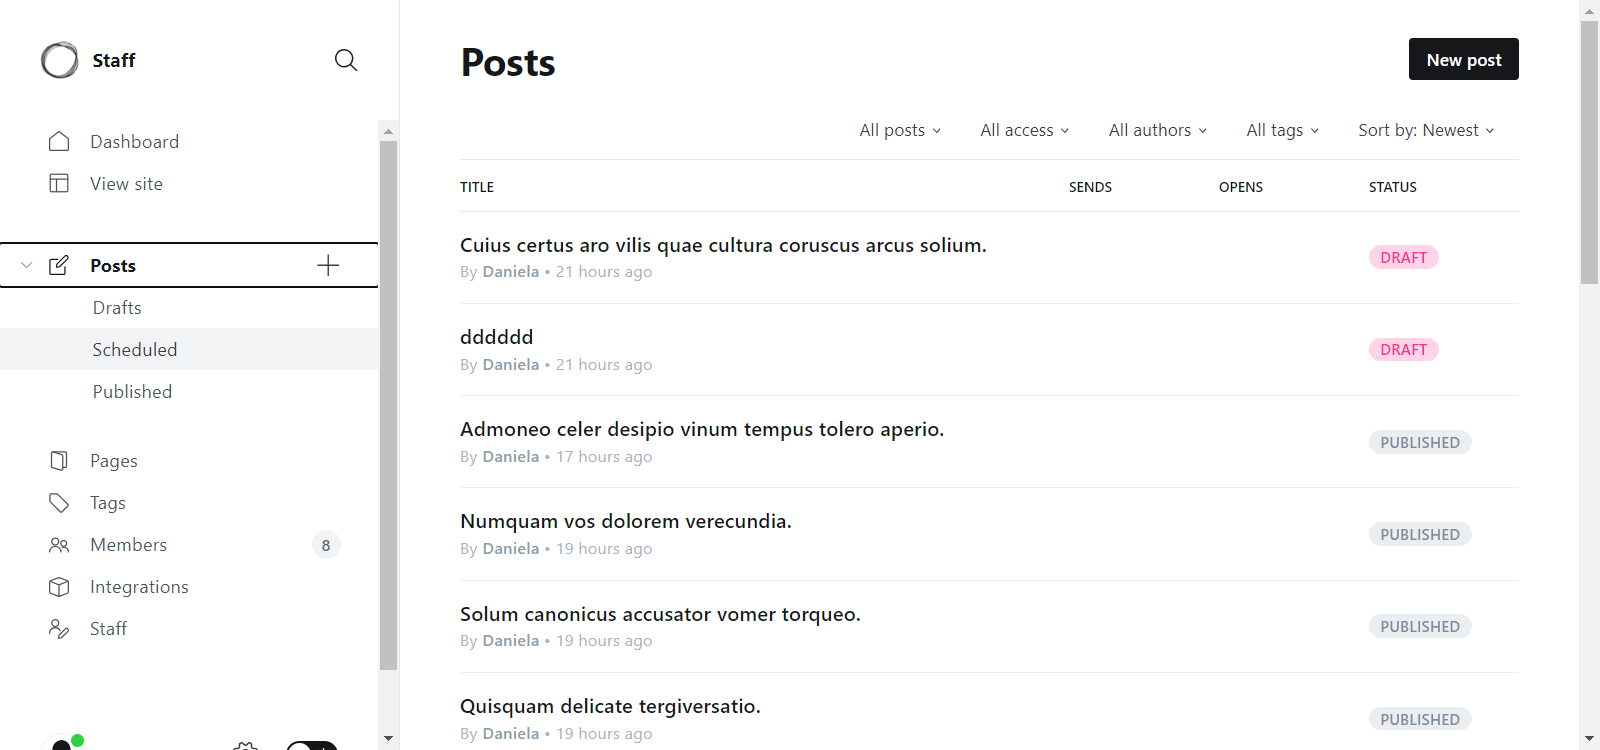 Staff
Dashboard
View site
Posts
Drafts
Scheduled
Published
Pages
Tags
Members 8
Integrations
Staff
Posts
New post
All posts All access All authors All tags Sort by: Newest
TITLE SENDS OPENS STATUS
Cuius certus aro vilis quae cultura coruscus arcus solium.
By Daniela • 21 hours ago
DRAFT
dddddd
By Daniela • 21 hours ago
DRAFT
Admoneo celer desipio vinum tempus tolero aperio.
By Daniela • 17 hours ago
PUBLISHED
Numquam vos dolorem verecundia.
By Daniela • 19 hours ago
PUBLISHED
Solum canonicus accusator vomer torqueo.
By Daniela • 19 hours ago
PUBLISHED
Quisquam delicate tergiversatio.
By Daniela • 19 hours ago
PUBLISHED